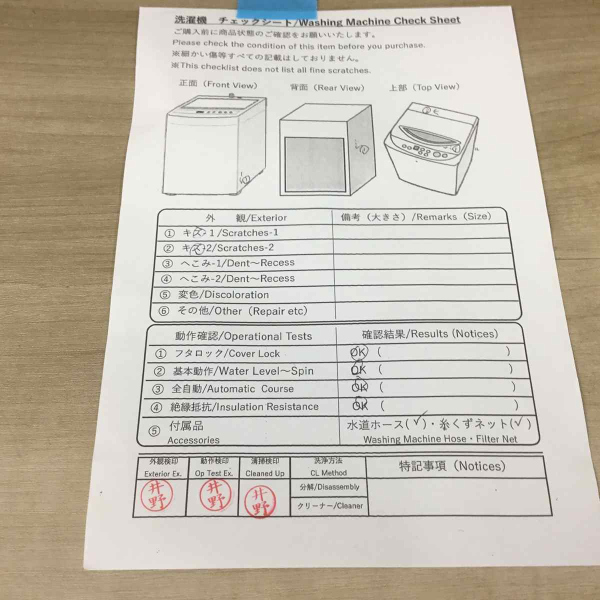 洗濯機 チェックシート/Washing Machine Check Sheet
ご購入前に商品状態のご確認をお願いいたします。
Please check the condition of this item before you purchase.
※細かい傷等すべての記載はしておりません。
※This checklist does not list all fine scratches.
正面（Front View） 背面（Rear View） 上部（Top View）
外 観/Exterior 備考（大きさ）/Remarks（Size）
① キズ-1/Scratches-1
② キズ-2/Scratches-2
③ へこみ-1/Dent～Recess
④ へこみ-2/Dent～Recess
⑤ 変色/Discoloration
⑥ その他/Other（Repair etc）
動作確認/Operational Tests 確認結果/Results（Notices）
① フタロック/Cover Lock OK（ ）
② 基本動作/Water Level～Spin OK（ ）
③ 全自動/Automatic Course OK（ ）
④ 絶縁抵抗/Insulation Resistance OK（ ）
⑤ 付属品 水道ホース(✓)・糸くずネット(✓)
Accessories Washing Machine Hose・Filter Net
外観検印 動作検印 清掃検印 洗浄方法 特記事項（Notices）
Exterior Ex. Op Test Ex. Cleaned Up CL Method
井野 井野 井野 分解/Disassembly
クリーナー/Cleaner